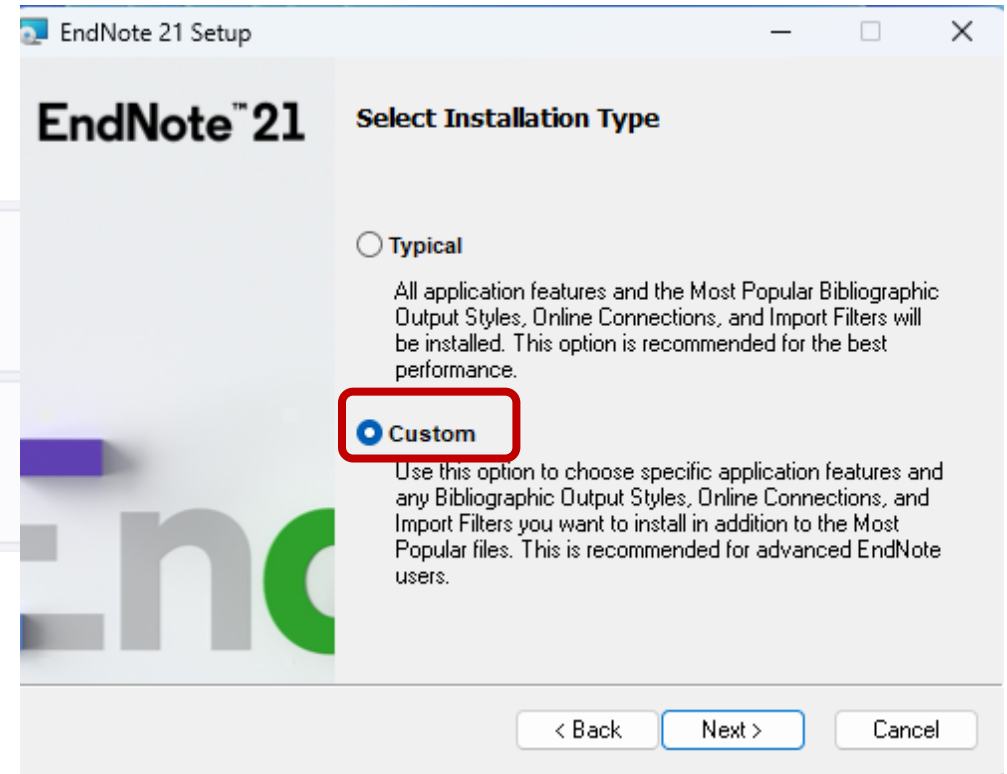 EndNote 21 Setup
EndNote™21
Select Installation Type
Typical
All application features and the Most Popular Bibliographic
Output Styles, Online Connections, and Import Filters will
be installed. This option is recommended for the best
performance.
Custom
Use this option to choose specific application features and
any Bibliographic Output Styles, Online Connections, and
Import Filters you want to install in addition to the Most
Popular files. This is recommended for advanced EndNote
users.
< Back
Next >
Cancel